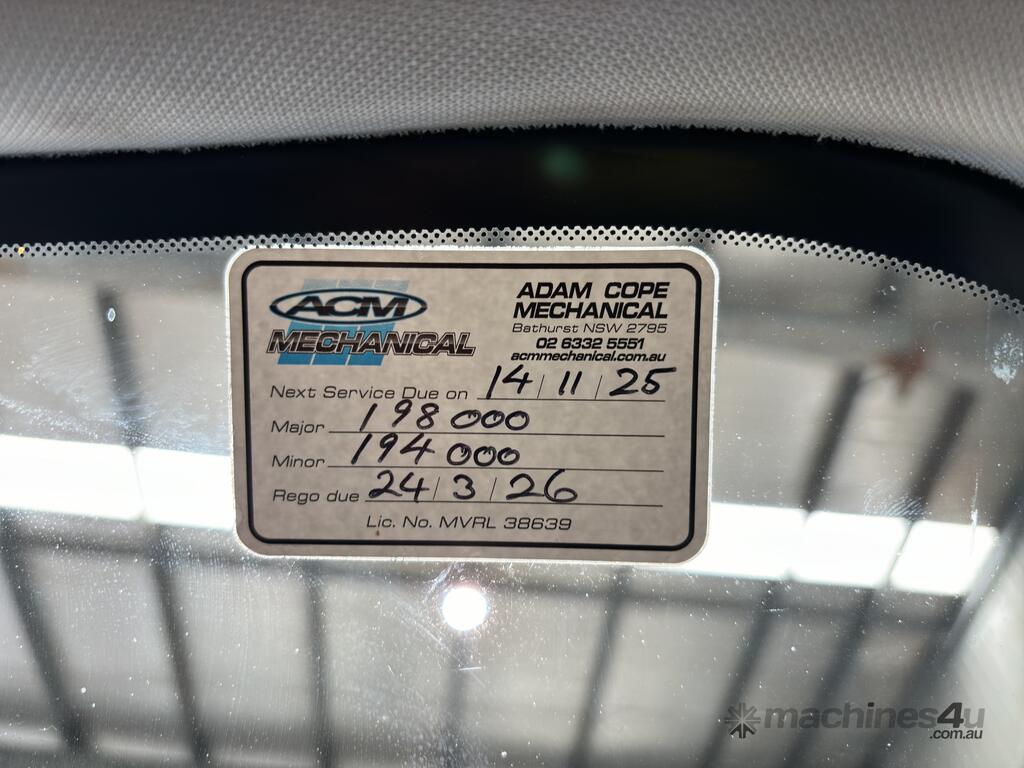 ACM
MECHANICAL
ADAM COPE
MECHANICAL
Bathurst NSW 2795
02 6332 5551
acmmechanical.com.au
Next Service Due on 14/11/25
Major 198000
Minor 194000
Rego due 24/3/26
Lic. No. MVRL 38639
machines4u
.com.au